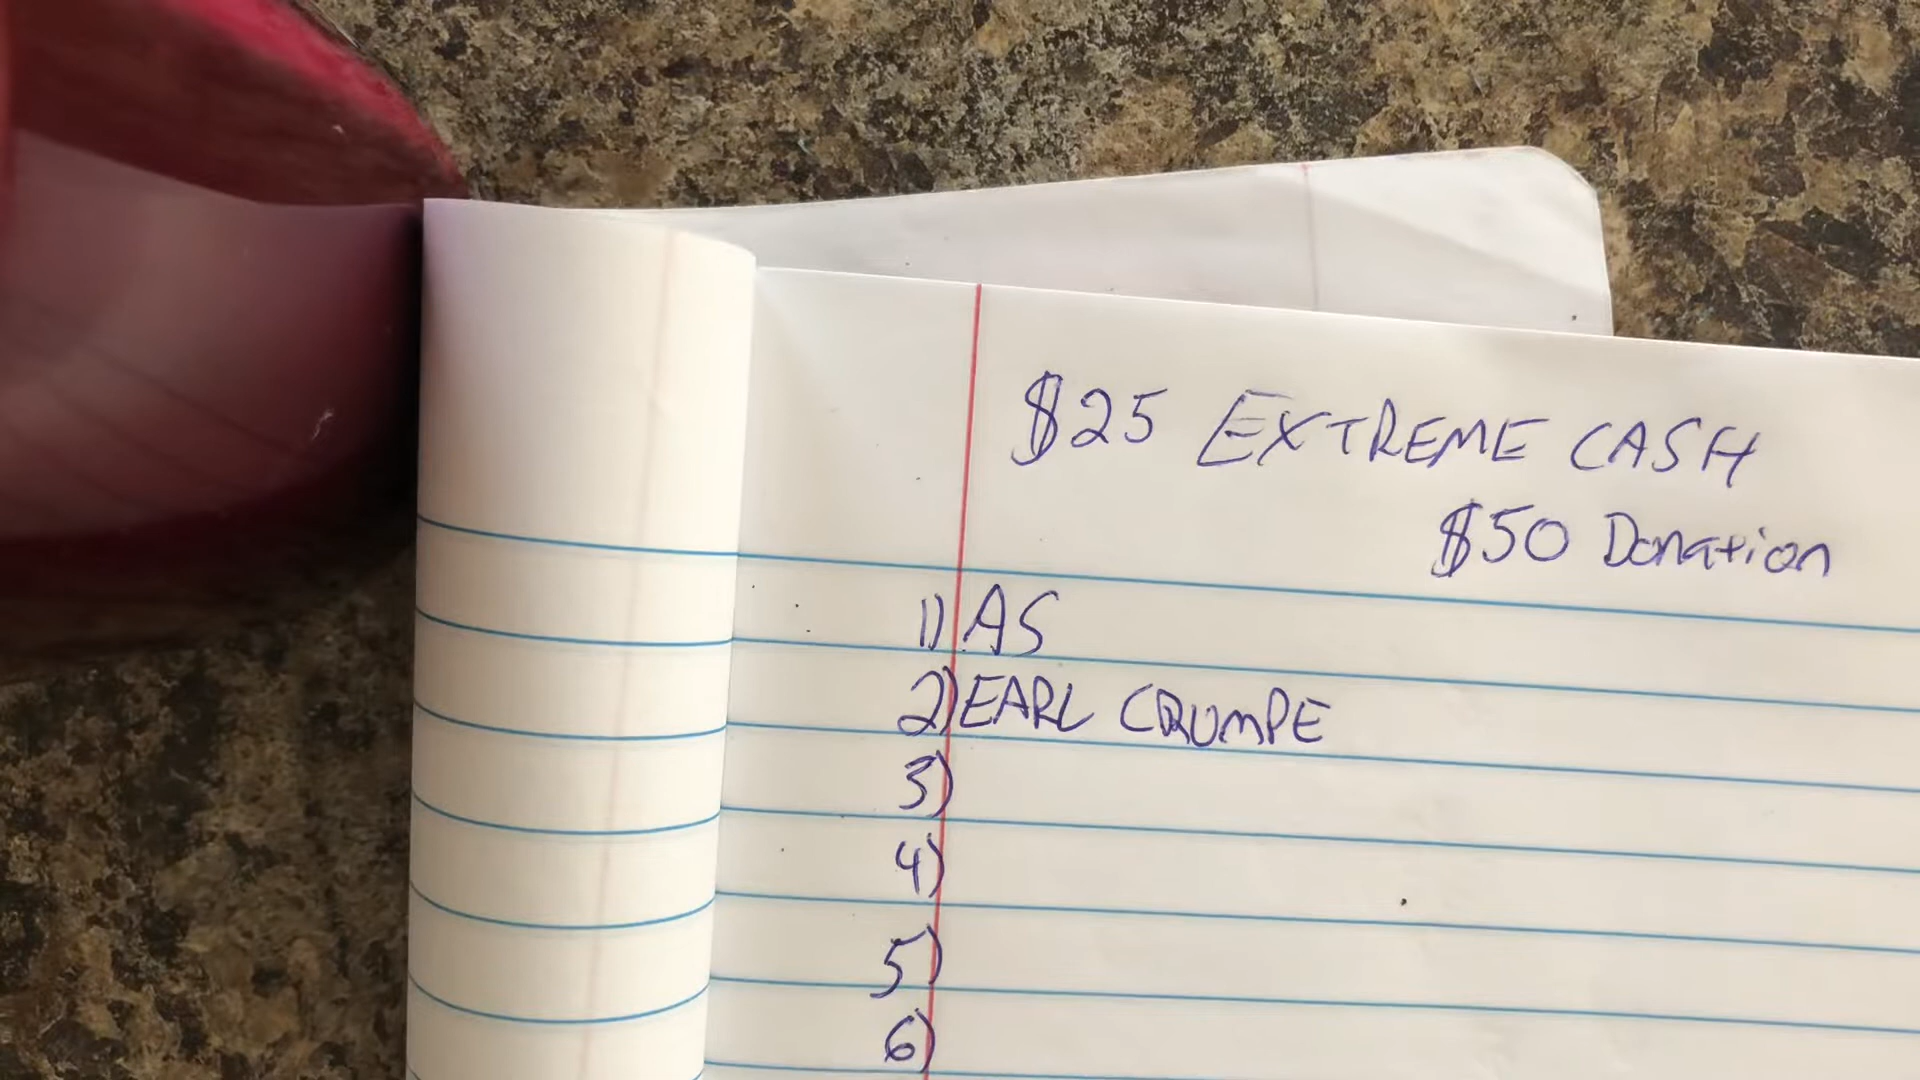 $25 EXTREME CASH
$50 Donation
1) AS
2) EARL CRUMPE
3)
4)
5)
6)